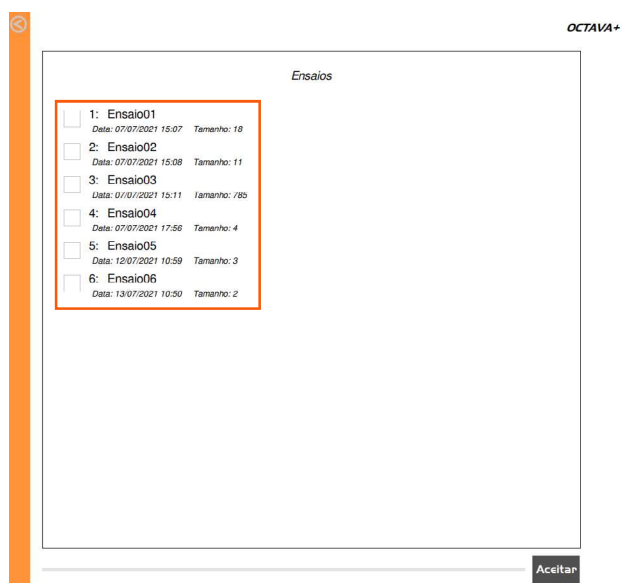 OCTAVA+
Ensaios
1: Ensaio01
Data: 07/07/2021 15:07 Tamanho: 18
2: Ensaio02
Data: 07/07/2021 15:08 Tamanho: 11
3: Ensaio03
Data: 07/07/2021 15:11 Tamanho: 785
4: Ensaio04
Data: 07/07/2021 17:56 Tamanho: 4
5: Ensaio05
Data: 12/07/2021 10:59 Tamanho: 3
6: Ensaio06
Data: 13/07/2021 10:50 Tamanho: 2
Aceitar